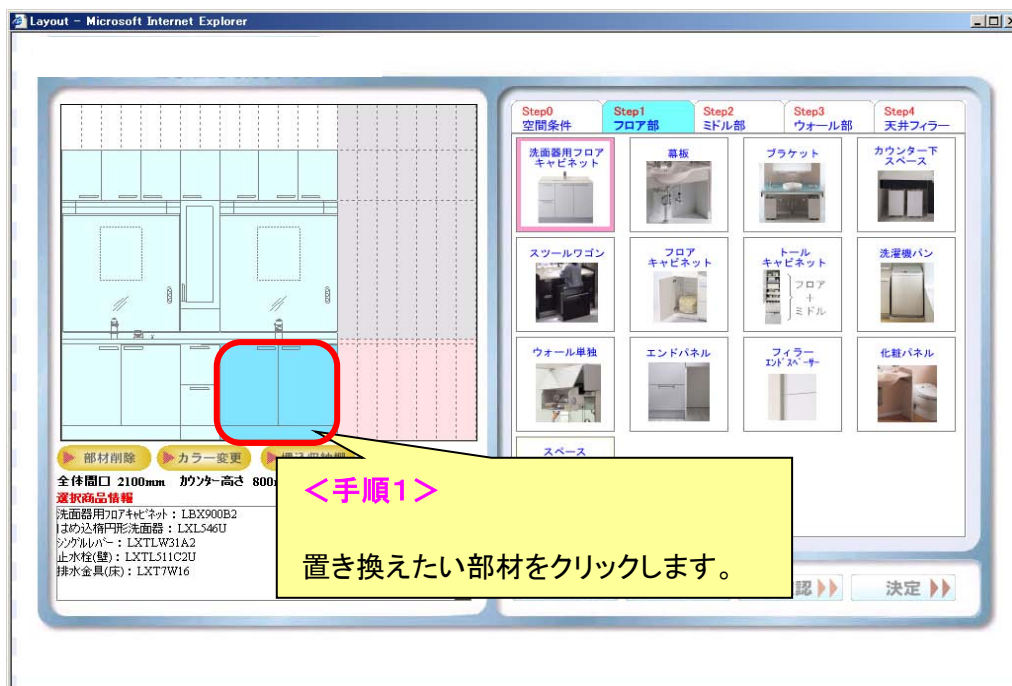 Layout - Microsoft Internet Explorer
Step0
空間条件
Step1
フロア部
Step2
ミドル部
Step3
ウォール部
Step4
天井フィラー
洗面器用フロア
キャビネット
幕板
ブラケット
カウンター下
スペース
スツールワゴン
フロア
キャビネット
トール
キャビネット
フロア
+
ミドル
洗濯機パン
ウォール単独
エンドパネル
フィラー
エンドスペーサー
化粧パネル
スペース
部材削除
カラー変更
全体間口 2100mm カウンター高さ 800
選択商品情報
洗面器用フロアキャビネット:LBX900B2
はめ込楕円形洗面器:LXL546U
シングルレバー:LXTLW31A2
止水栓(壁):LXTL511C2U
排水金具(床):LXT7W16
<手順1>
置き換えたい部材をクリックします。
認
決定